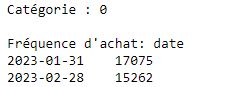 Catégorie : 0
Fréquence d'achat: date
2023-01-31    17075
2023-02-28    15262